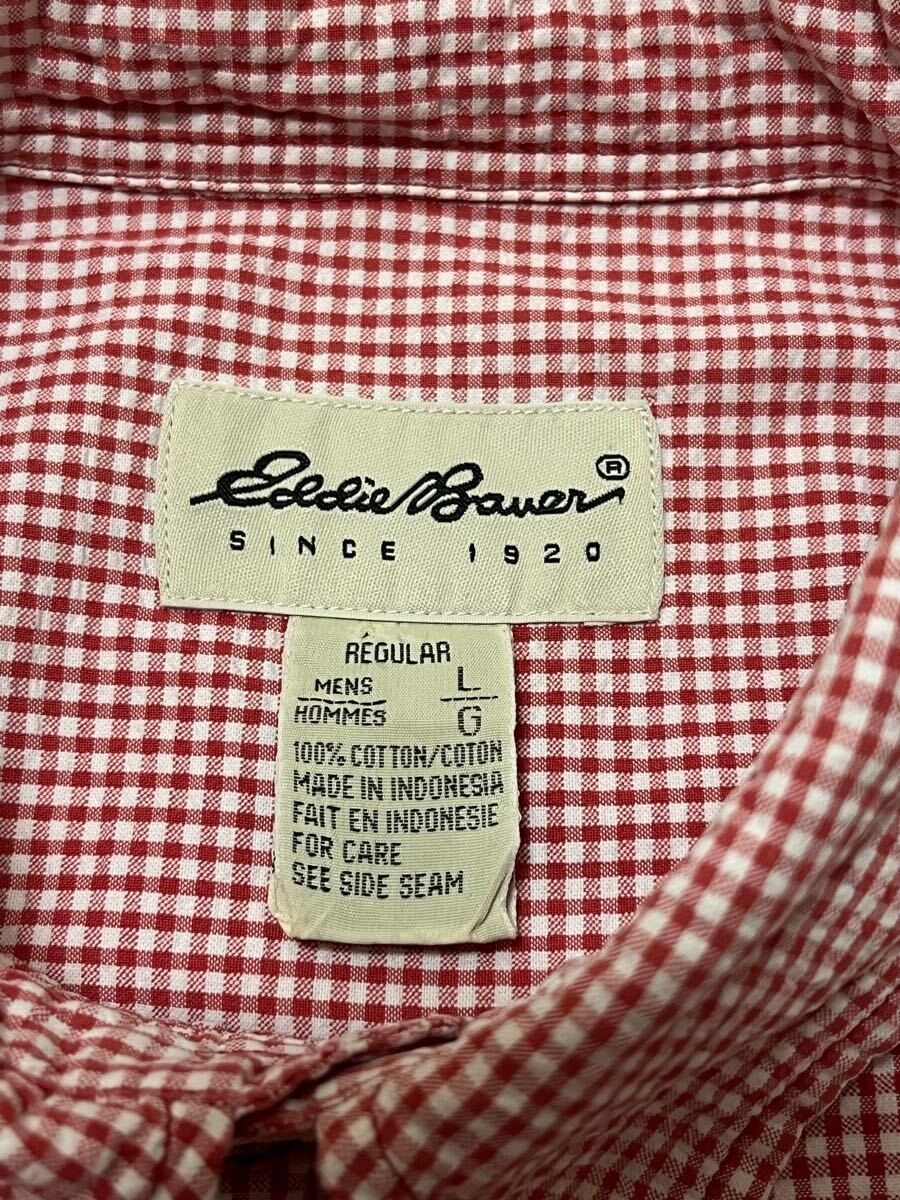 Eddie Bauer®
SINCE 1920
RÉGULAR
MENS L
HOMMES G
100% COTTON/COTON
MADE IN INDONESIA
FAIT EN INDONESIE
FOR CARE
SEE SIDE SEAM